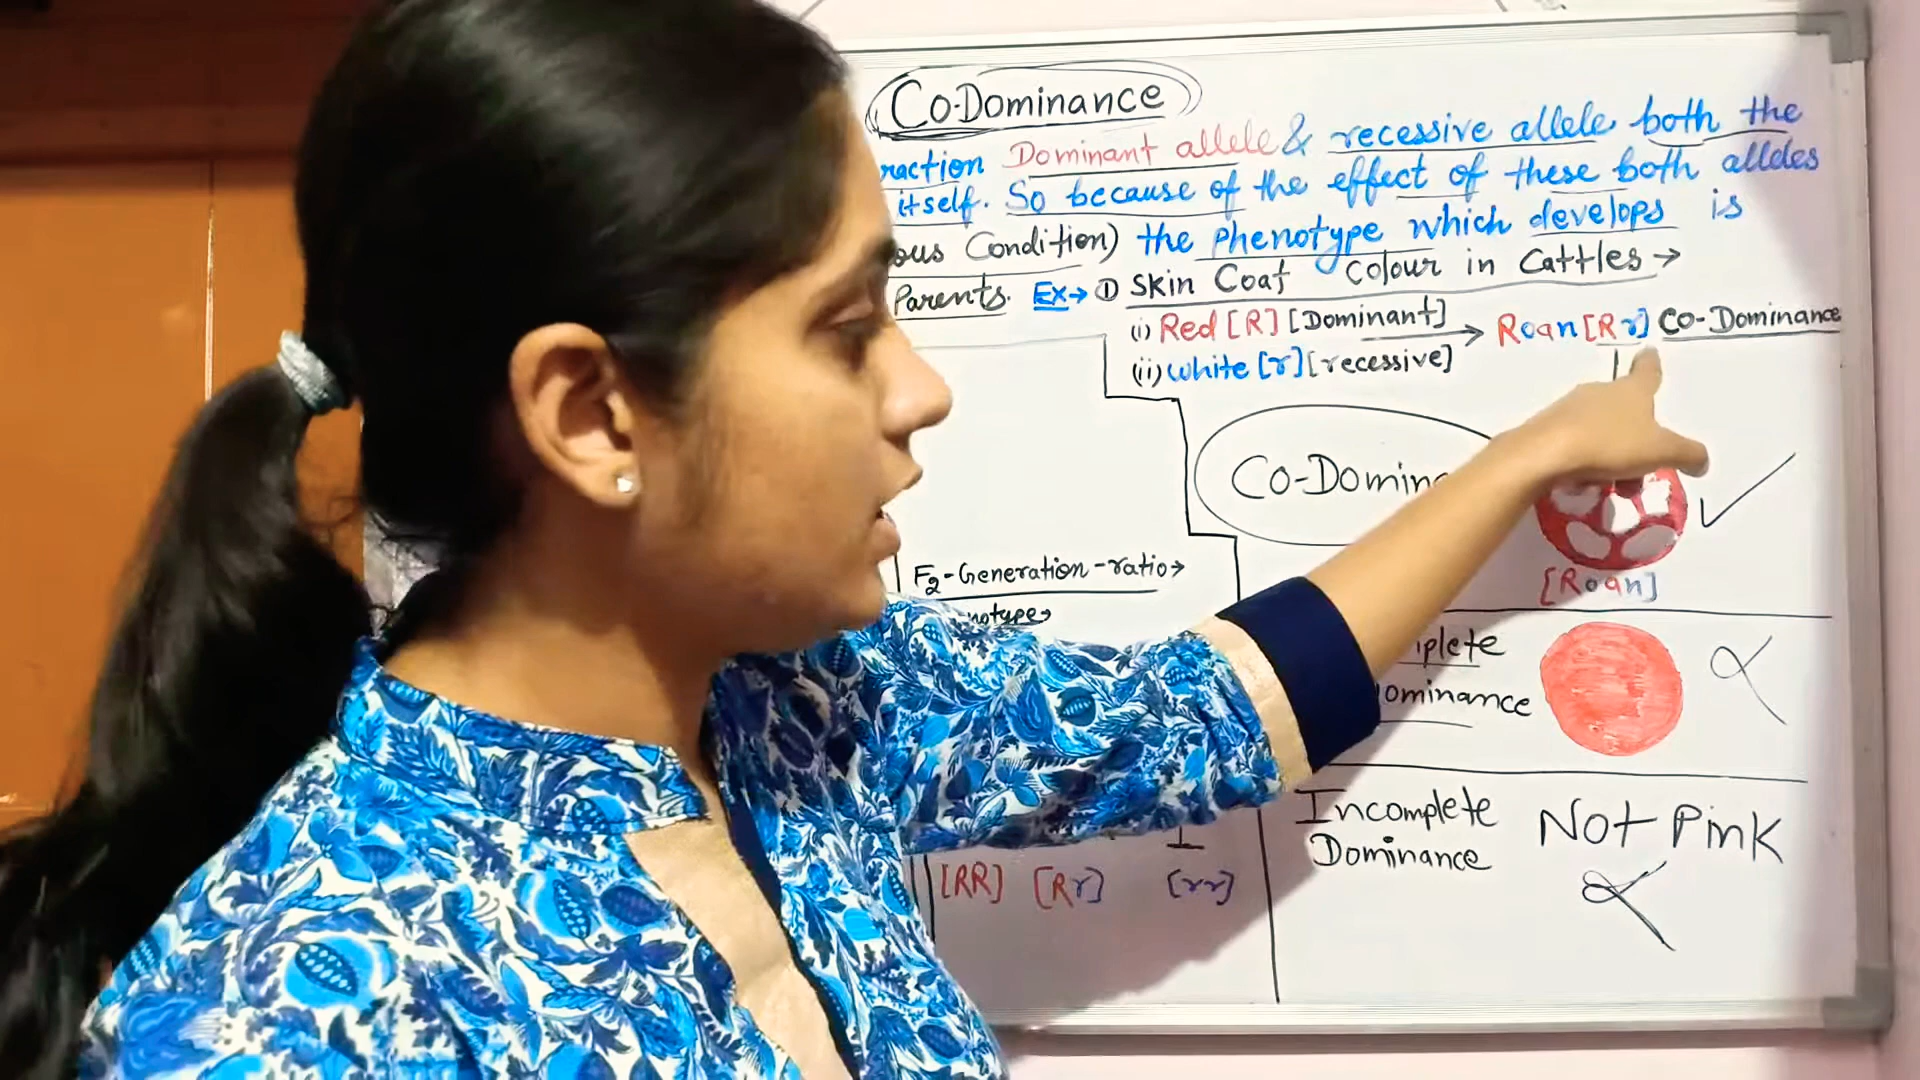 Co-Dominance
raction Dominant allele & recessive allele both the
itself. So because of the effect of these both alleles
ous Condition) the phenotype which develops is
Parents. Ex→ ① Skin Coat Colour in Cattles→
(i) Red [R] [Dominant] → Roan [Rr] Co-Dominance
(ii) white [r] [recessive]
Co-Domin
[Roan]
F2-Generation-ratio→
notype→
iplete
ominance
Incomplete
Dominance
Not Pink
[RR] [Rr] [rr]